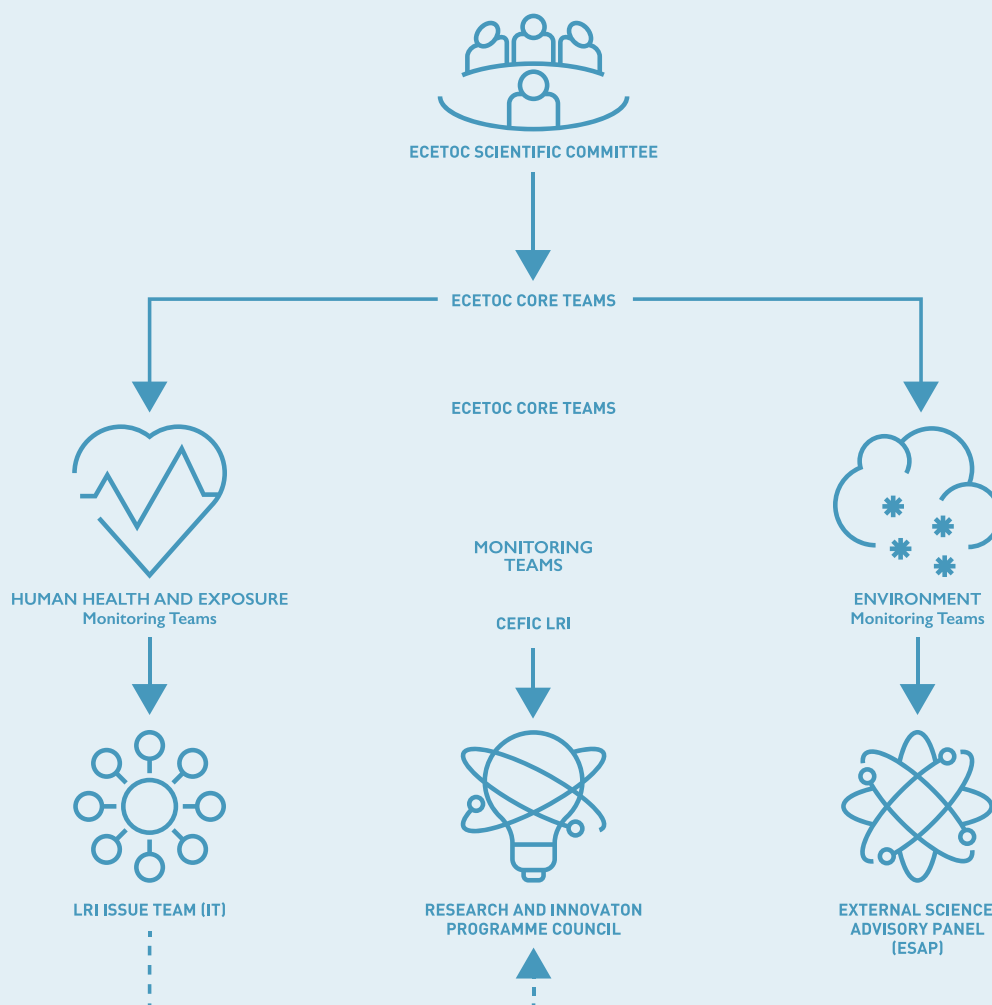 ECETOC SCIENTIFIC COMMITTEE
ECETOC CORE TEAMS
ECETOC CORE TEAMS
MONITORING
TEAMS
HUMAN HEALTH AND EXPOSURE
Monitoring Teams
CEFIC LRI
ENVIRONMENT
Monitoring Teams
LRI ISSUE TEAM (IT)
RESEARCH AND INNOVATON
PROGRAMME COUNCIL
EXTERNAL SCIENCE
ADVISORY PANEL
(ESAP)